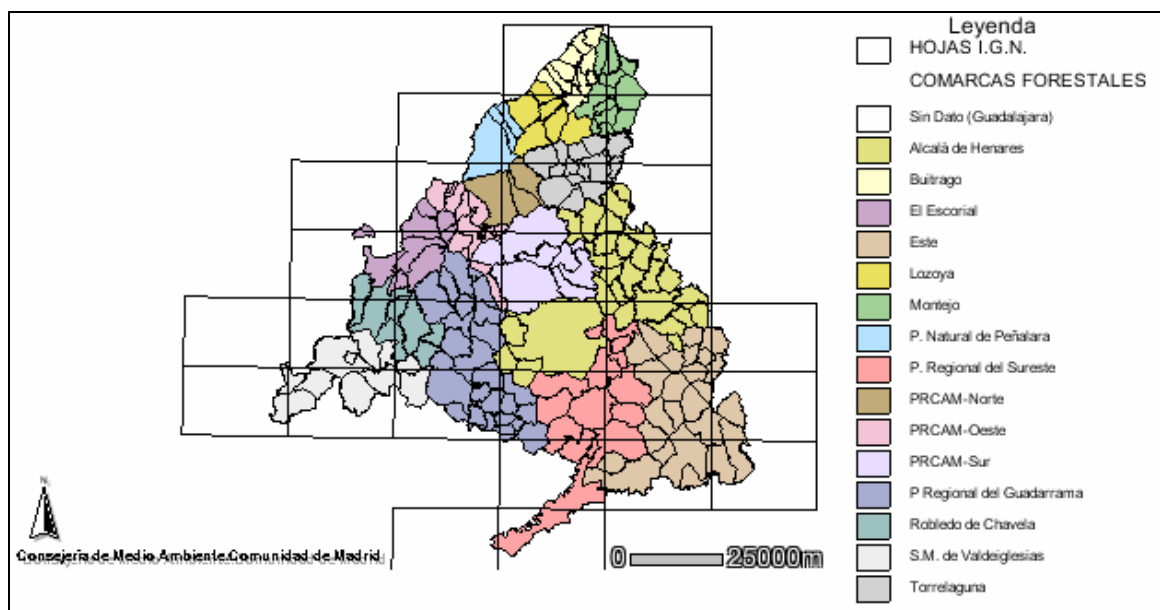 Leyenda
HOJAS I.G.N.
COMARCAS FORESTALES
Sin Dato (Guadalajara)
Alcalá de Henares
Buitrago
El Escorial
Este
Lozoya
Montejo
P. Natural de Peñalara
P. Regional del Sureste
PRCAM-Norte
PRCAM-Oeste
PRCAM-Sur
P Regional del Guadarrama
Robledo de Chavela
S.M. de Valdeiglesias
Torrelaguna
N
Consejería de Medio Ambiente.Comunidad de Madrid
0 25000m